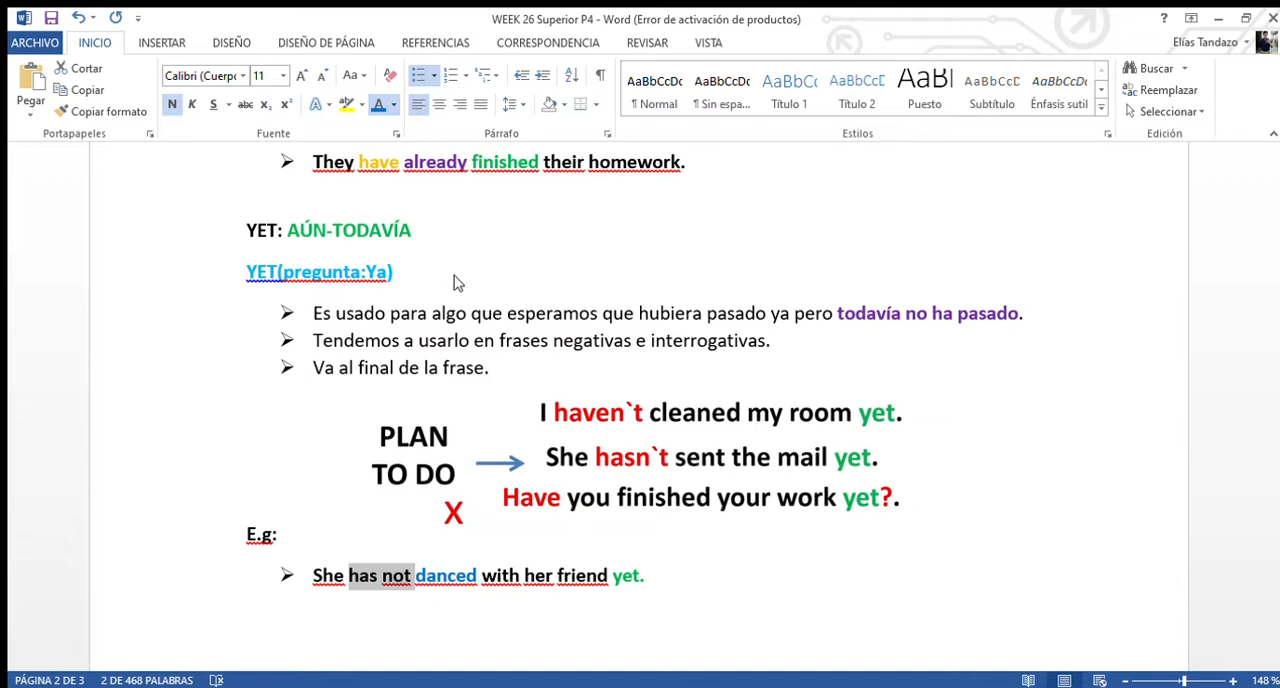 WEEK 26 Superior P4 - Word (Error de activación de productos)
ARCHIVO INICIO INSERTAR DISEÑO DISEÑO DE PÁGINA REFERENCIAS CORRESPONDENCIA REVISAR VISTA Elías Tandazo
Pegar
Cortar
Copiar
Copiar formato
Calibri (Cuerpo 11
N K S abc x₂ x²
AaBbCcDc AaBbCcDc AaBbCc AaBbCcD AaBl AaBbCcD AaBbCcDc
¶ Normal ¶ Sin espa... Título 1 Título 2 Puesto Subtítulo Énfasis sutil
Buscar
Reemplazar
Seleccionar
Portapapeles Fuente Párrafo Estilos Edición
They have already finished their homework.
YET: AÚN-TODAVÍA
YET(pregunta:Ya)
Es usado para algo que esperamos que hubiera pasado ya pero todavía no ha pasado.
Tendemos a usarlo en frases negativas e interrogativas.
Va al final de la frase.
PLAN
TO DO
X
I haven`t cleaned my room yet.
She hasn`t sent the mail yet.
Have you finished your work yet?.
E.g:
She has not danced with her friend yet.
PÁGINA 2 DE 3 2 DE 468 PALABRAS 148 %